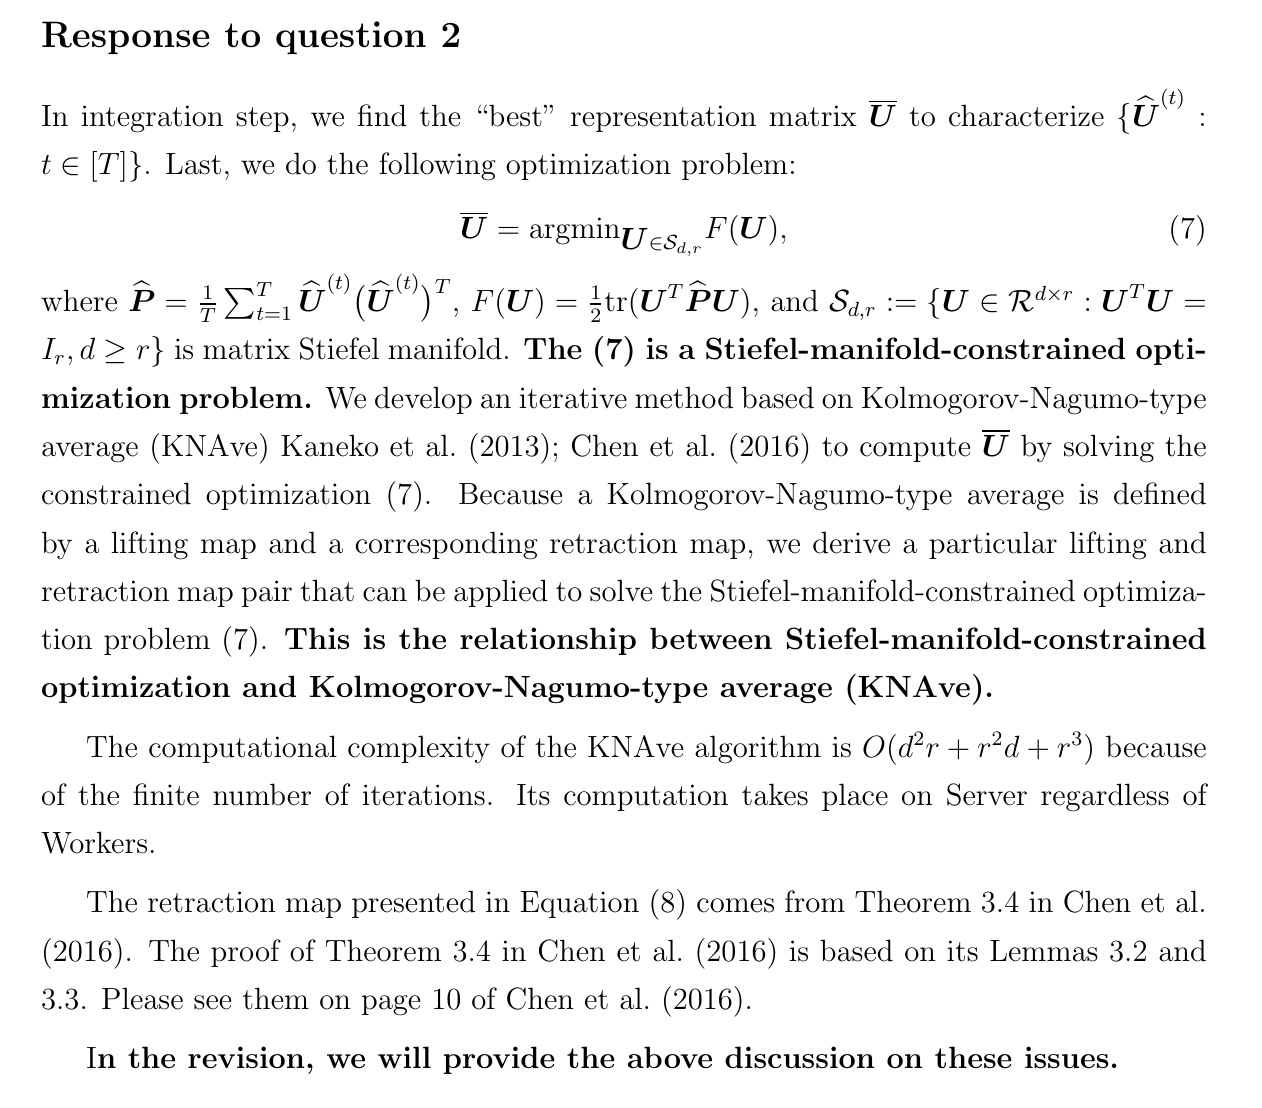 Response to question 2
In integration step, we find the “best” representation matrix $\overline{\boldsymbol{U}}$ to characterize $\{\widehat{\boldsymbol{U}}^{(t)} :$
$t \in [T]\}$. Last, we do the following optimization problem:
$\overline{\boldsymbol{U}} = \mathrm{argmin}_{\boldsymbol{U} \in \mathcal{S}_{d,r}} F(\boldsymbol{U}),$ (7)
where $\widehat{\boldsymbol{P}} = \frac{1}{T} \sum_{t=1}^{T} \widehat{\boldsymbol{U}}^{(t)} (\widehat{\boldsymbol{U}}^{(t)})^T$, $F(\boldsymbol{U}) = \frac{1}{2} \mathrm{tr}(\boldsymbol{U}^T \widehat{\boldsymbol{P}} \boldsymbol{U})$, and $\mathcal{S}_{d,r} := \{\boldsymbol{U} \in \mathcal{R}^{d \times r} : \boldsymbol{U}^T \boldsymbol{U} =$
$I_r, d \geq r\}$ is matrix Stiefel manifold. The (7) is a Stiefel-manifold-constrained opti-
mization problem. We develop an iterative method based on Kolmogorov-Nagumo-type
average (KNAve) Kaneko et al. (2013); Chen et al. (2016) to compute $\overline{\boldsymbol{U}}$ by solving the
constrained optimization (7). Because a Kolmogorov-Nagumo-type average is defined
by a lifting map and a corresponding retraction map, we derive a particular lifting and
retraction map pair that can be applied to solve the Stiefel-manifold-constrained optimiza-
tion problem (7). This is the relationship between Stiefel-manifold-constrained
optimization and Kolmogorov-Nagumo-type average (KNAve).
The computational complexity of the KNAve algorithm is $O(d^2r + r^2d + r^3)$ because
of the finite number of iterations. Its computation takes place on Server regardless of
Workers.
The retraction map presented in Equation (8) comes from Theorem 3.4 in Chen et al.
(2016). The proof of Theorem 3.4 in Chen et al. (2016) is based on its Lemmas 3.2 and
3.3. Please see them on page 10 of Chen et al. (2016).
In the revision, we will provide the above discussion on these issues.